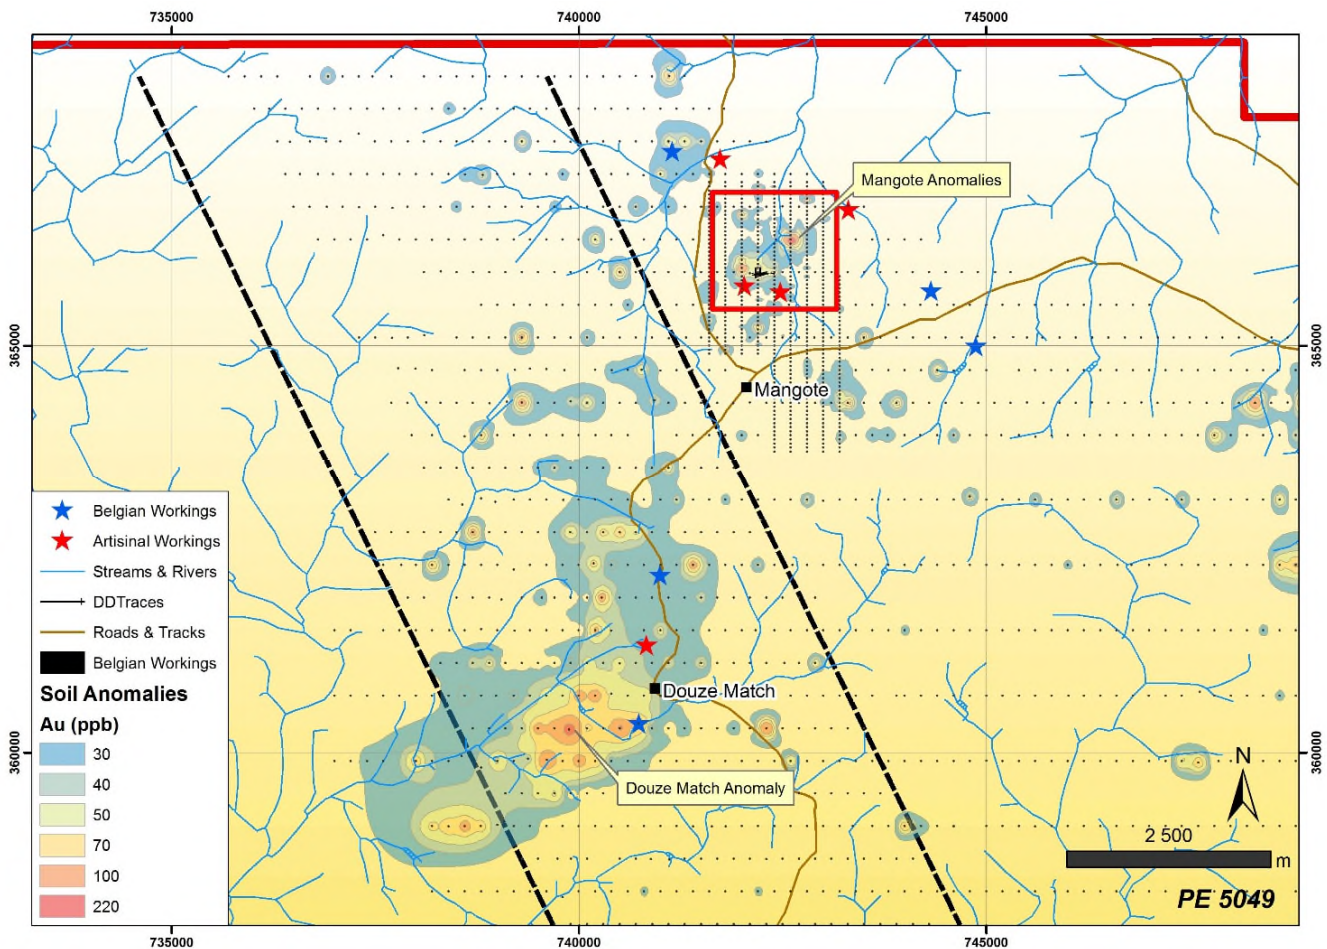 735000
740000
745000
Mangote Anomalies
365000
365000
Mangote
Belgian Workings
Artisinal Workings
Streams & Rivers
DDTraces
Roads & Tracks
Belgian Workings
Soil Anomalies
Au (ppb)
30
40
50
70
100
220
Douze Match
360000
360000
Douze Match Anomaly
N
2 500
m
PE 5049
735000
740000
745000